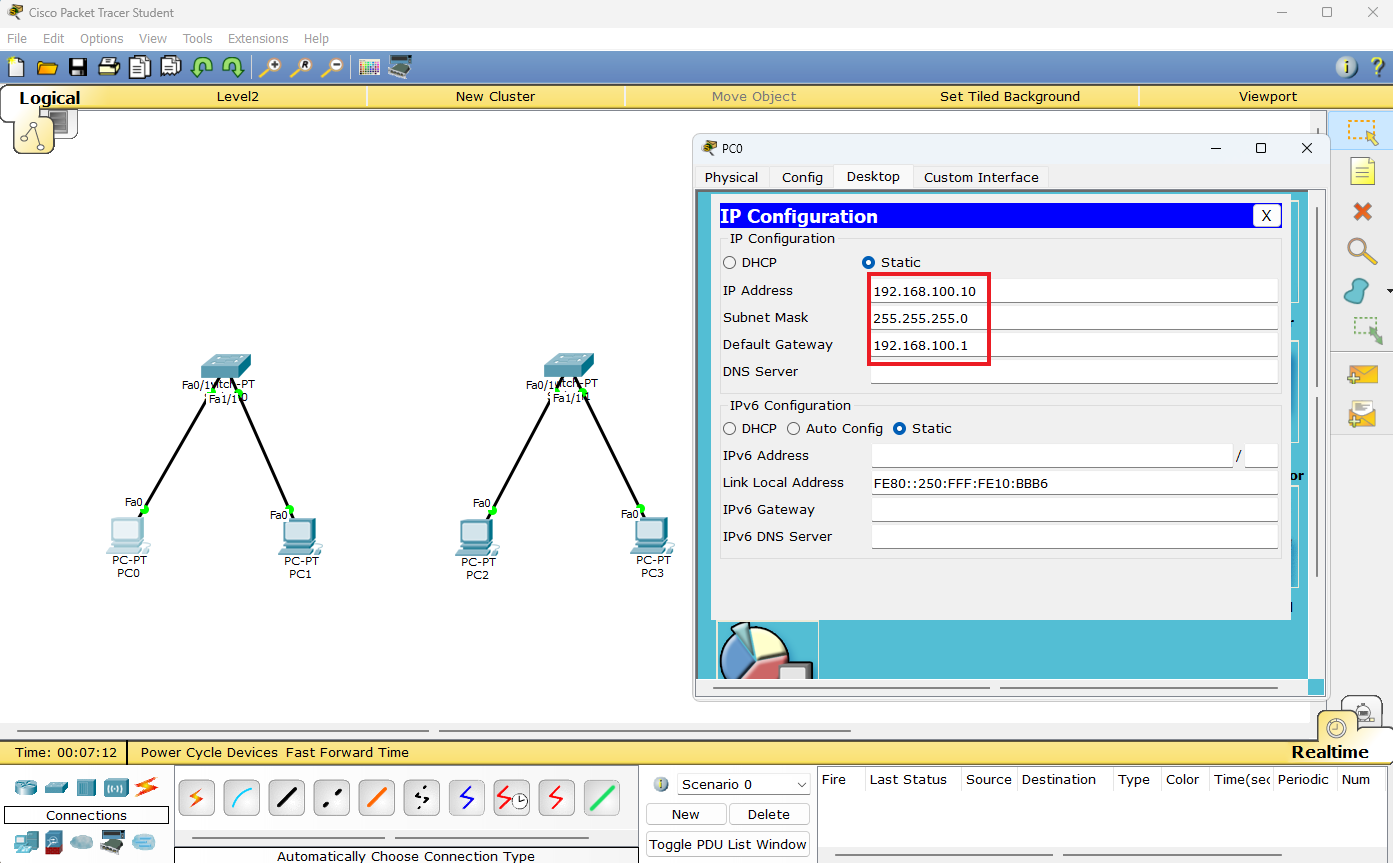 Cisco Packet Tracer Student
File Edit Options View Tools Extensions Help
Logical Level2 New Cluster Move Object Set Tiled Background Viewport
PC0
Physical Config Desktop Custom Interface
IP Configuration X
IP Configuration
DHCP Static
IP Address 192.168.100.10
Subnet Mask 255.255.255.0
Default Gateway 192.168.100.1
DNS Server
IPv6 Configuration
DHCP Auto Config Static
IPv6 Address /
Link Local Address FE80::250:FFF:FE10:BBB6
IPv6 Gateway
IPv6 DNS Server
or
Fa0/1 tch-PT
Fa1/1 0
Fa0/1 tch-PT
Fa1/1 1
Fa0
Fa0
Fa0
Fa0
PC-PT
PC0
PC-PT
PC1
PC-PT
PC2
PC-PT
PC3
Time: 00:07:12 Power Cycle Devices Fast Forward Time Realtime
Connections
Automatically Choose Connection Type
Scenario 0
New Delete
Toggle PDU List Window
Fire Last Status Source Destination Type Color Time(sec Periodic Num